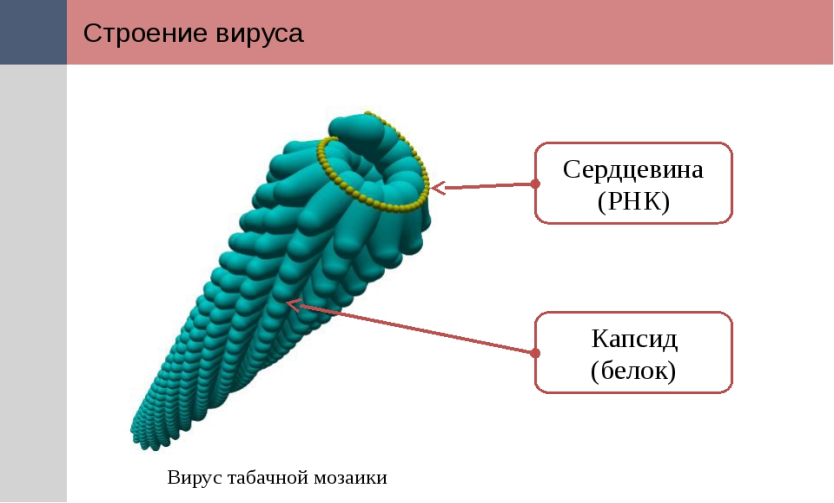 Строение вируса
Сердцевина
(РНК)
Капсид
(белок)
Вирус табачной мозаики